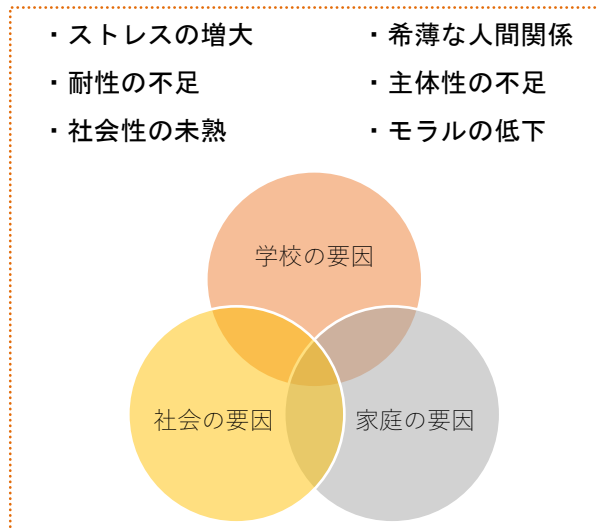 ・ストレスの増大
・希薄な人間関係
・耐性の不足
・主体性の不足
・社会性の未熟
・モラルの低下
学校の要因
社会の要因
家庭の要因